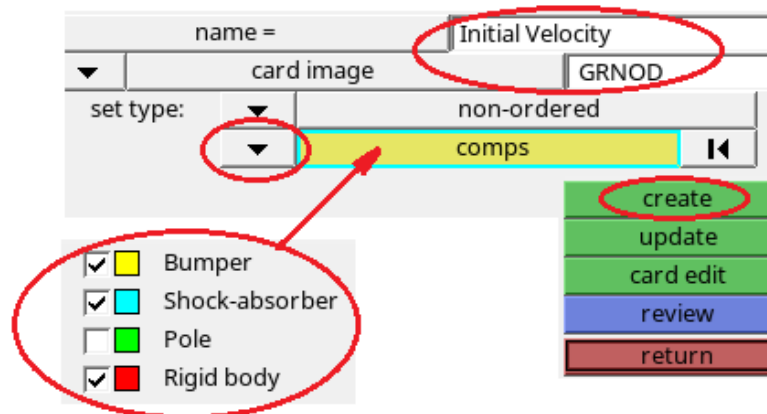 name = Initial Velocity
card image GRNOD
set type: non-ordered
comps
create
update
card edit
review
return
Bumper
Shock-absorber
Pole
Rigid body